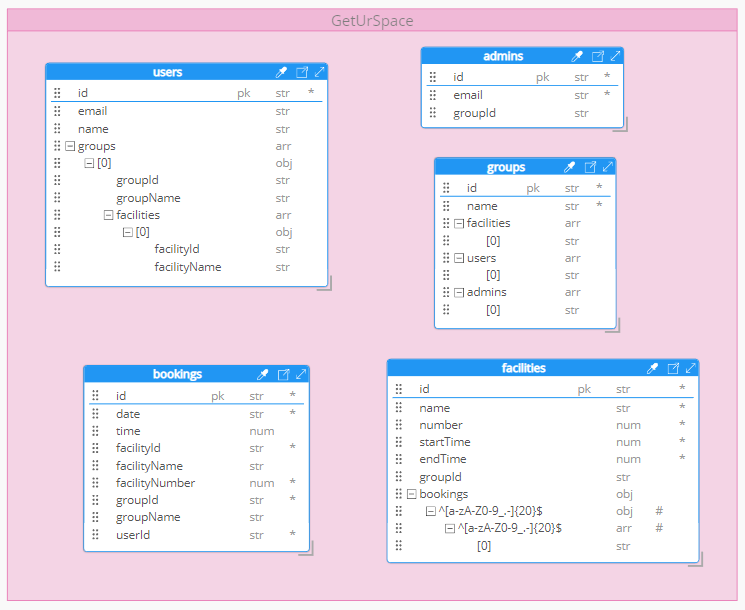 GetUrSpace
users
id pk str *
email str
name str
groups arr
[0] obj
groupId str
groupName str
facilities arr
[0] obj
facilityId str
facilityName str
admins
id pk str *
email str *
groupId str
groups
id pk str *
name str *
facilities arr
[0] str
users arr
[0] str
admins arr
[0] str
bookings
id pk str *
date str *
time num
facilityId str *
facilityName str
facilityNumber num *
groupId str *
groupName str
userId str *
facilities
id pk str *
name str *
number num *
startTime num *
endTime num *
groupId str
bookings obj
^[a-zA-Z0-9_.-]{20}$ obj #
^[a-zA-Z0-9_.-]{20}$ arr #
[0] str